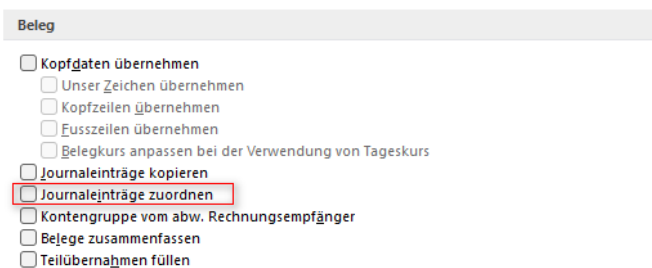 Beleg
Kopfdaten übernehmen
Unser Zeichen übernehmen
Kopfzeilen übernehmen
Fusszeilen übernehmen
Belegkurs anpassen bei der Verwendung von Tageskurs
Journaleinträge kopieren
Journaleinträge zuordnen
Kontengruppe vom abw. Rechnungsempfänger
Belege zusammenfassen
Teilübernahmen füllen